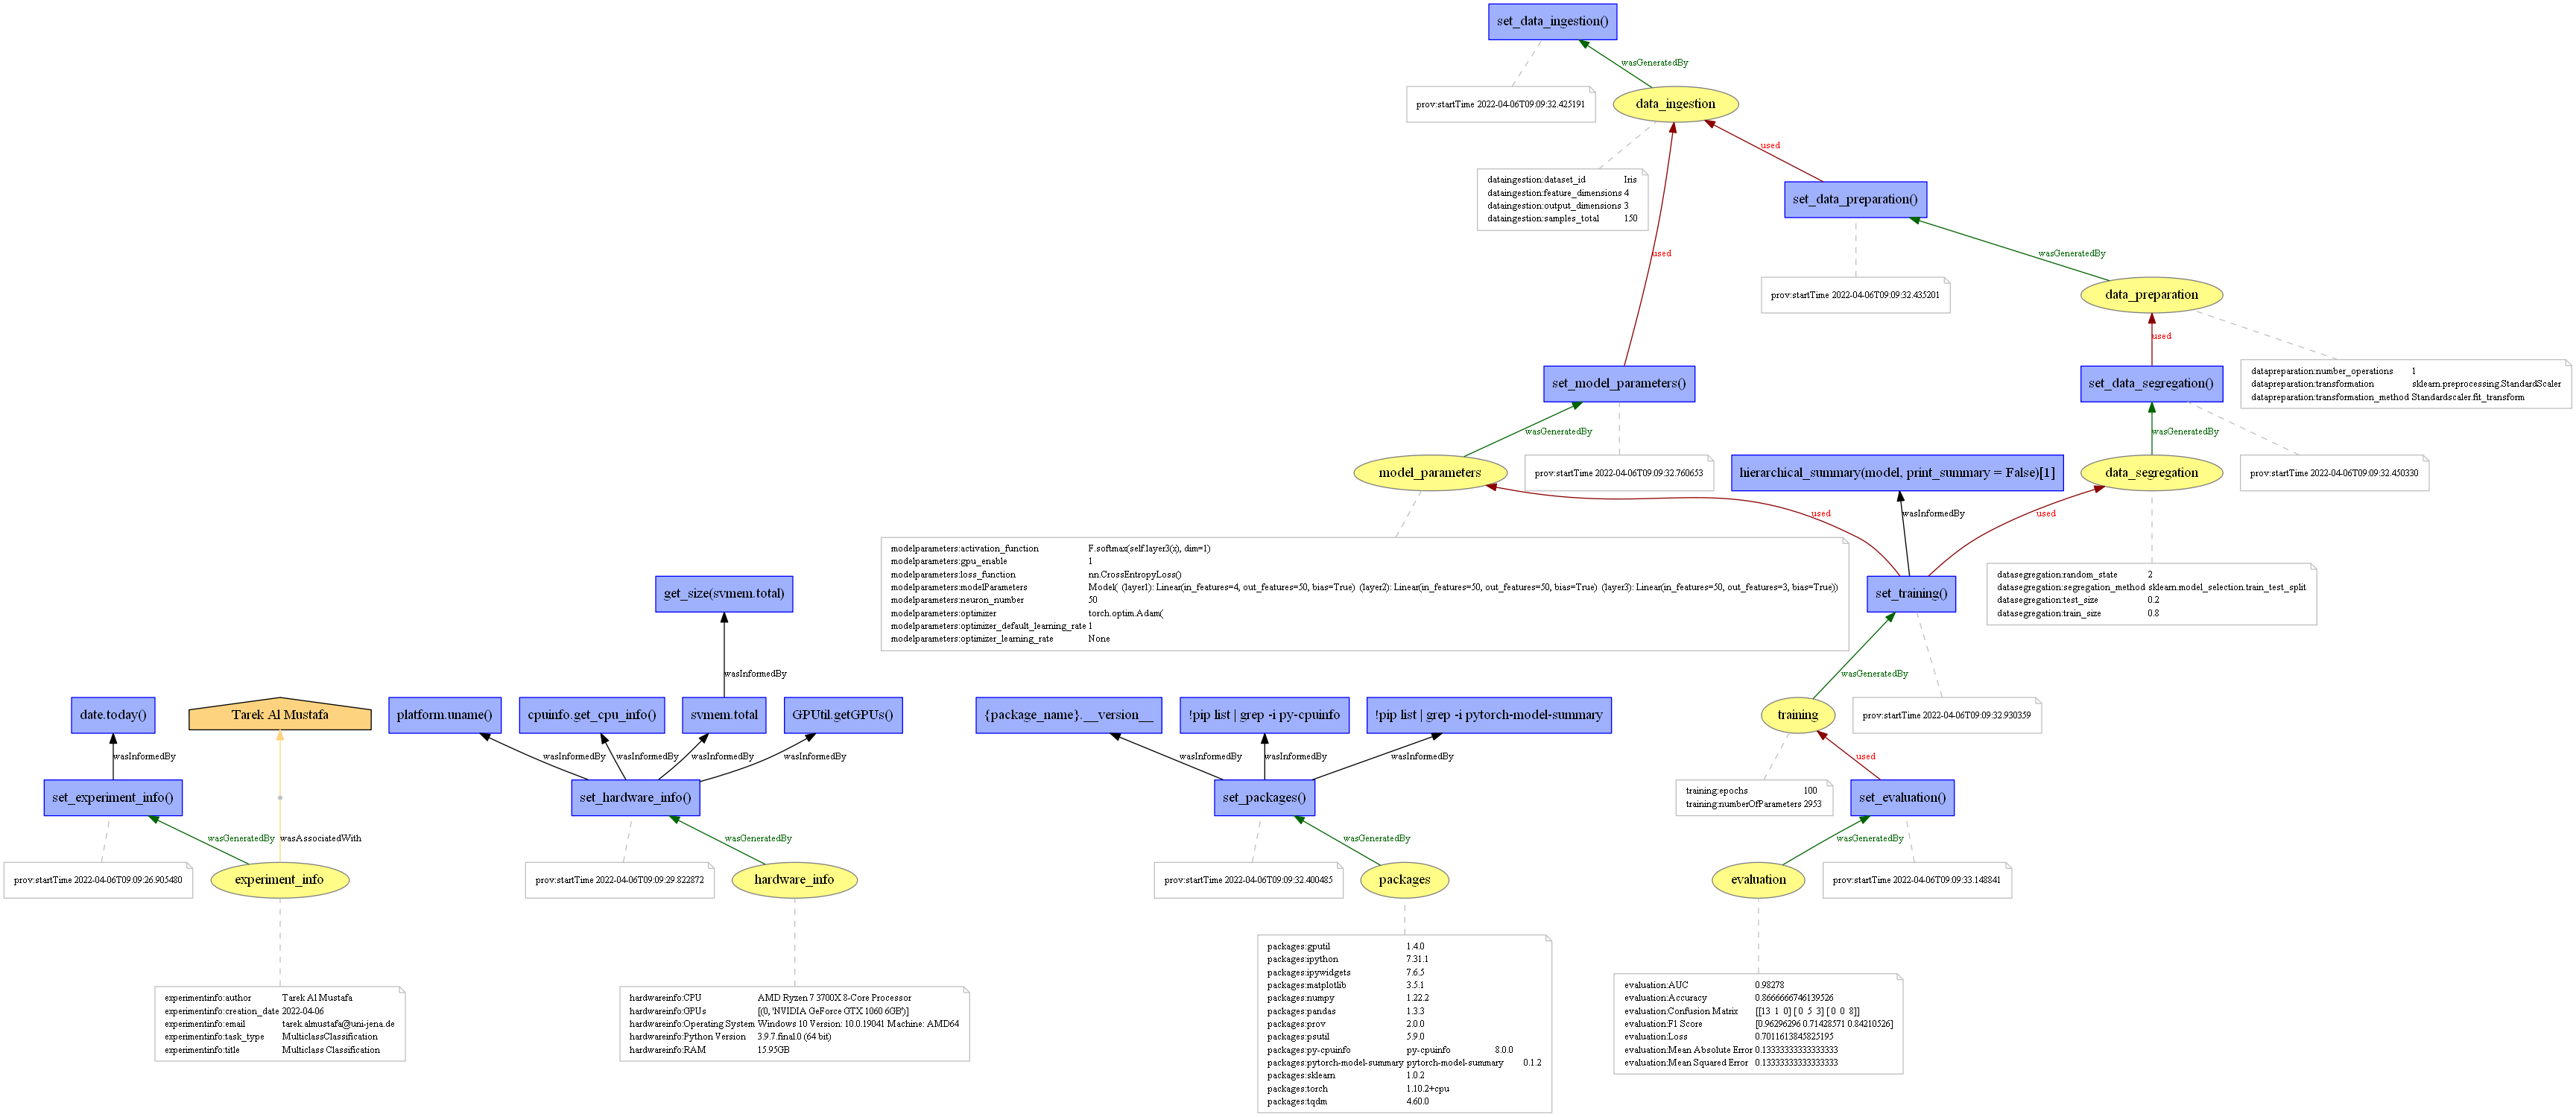 set_data_ingestion()
wasGeneratedBy
prov:startTime 2022-04-06T09:09:32.425191
data_ingestion
used
dataingestion:dataset_id Iris
dataingestion:feature_dimensions 4
dataingestion:output_dimensions 3
dataingestion:samples_total 150
set_data_preparation()
used
wasGeneratedBy
prov:startTime 2022-04-06T09:09:32.435201
data_preparation
used
set_model_parameters()
set_data_segregation()
datapreparation:number_operations 1
datapreparation:transformation sklearn.preprocessing.StandardScaler
datapreparation:transformation_method Standardscaler.fit_transform
wasGeneratedBy
wasGeneratedBy
model_parameters
prov:startTime 2022-04-06T09:09:32.760653
hierarchical_summary(model, print_summary = False)[1]
data_segregation
prov:startTime 2022-04-06T09:09:32.450330
used
wasInformedBy
used
modelparameters:activation_function F.softmax(self.layer3(x), dim=1)
modelparameters:gpu_enable 1
modelparameters:loss_function nn.CrossEntropyLoss()
modelparameters:modelParameters Model( (layer1): Linear(in_features=4, out_features=50, bias=True) (layer2): Linear(in_features=50, out_features=50, bias=True) (layer3): Linear(in_features=50, out_features=3, bias=True))
modelparameters:neuron_number 50
modelparameters:optimizer torch.optim.Adam(
modelparameters:optimizer_default_learning_rate 1
modelparameters:optimizer_learning_rate None
get_size(svmem.total)
set_training()
datasegregation:random_state 2
datasegregation:segregation_method sklearn.model_selection.train_test_split
datasegregation:test_size 0.2
datasegregation:train_size 0.8
wasInformedBy
wasGeneratedBy
date.today()
Tarek Al Mustafa
platform.uname()
cpuinfo.get_cpu_info()
svmem.total
GPUtil.getGPUs()
{package_name}.__version__
!pip list | grep -i py-cpuinfo
!pip list | grep -i pytorch-model-summary
training
prov:startTime 2022-04-06T09:09:32.930359
wasInformedBy
wasInformedBy
wasInformedBy
wasInformedBy
wasInformedBy
wasInformedBy
wasInformedBy
wasInformedBy
used
set_experiment_info()
set_hardware_info()
set_packages()
training:epochs 100
training:numberOfParameters 2953
set_evaluation()
wasGeneratedBy
wasAssociatedWith
wasGeneratedBy
wasGeneratedBy
wasGeneratedBy
prov:startTime 2022-04-06T09:09:26.905480
experiment_info
prov:startTime 2022-04-06T09:09:29.822872
hardware_info
prov:startTime 2022-04-06T09:09:32.400485
packages
evaluation
prov:startTime 2022-04-06T09:09:33.148841
experimentinfo:author Tarek Al Mustafa
experimentinfo:creation_date 2022-04-06
experimentinfo:email tarek.almustafa@uni-jena.de
experimentinfo:task_type MulticlassClassification
experimentinfo:title Multiclass Classification
hardwareinfo:CPU AMD Ryzen 7 3700X 8-Core Processor
hardwareinfo:GPUs [(0, 'NVIDIA GeForce GTX 1060 6GB')]
hardwareinfo:Operating System Windows 10 Version: 10.0.19041 Machine: AMD64
hardwareinfo:Python Version 3.9.7.final.0 (64 bit)
hardwareinfo:RAM 15.95GB
packages:gputil 1.4.0
packages:ipython 7.31.1
packages:ipywidgets 7.6.5
packages:matplotlib 3.5.1
packages:numpy 1.22.2
packages:pandas 1.3.3
packages:prov 2.0.0
packages:psutil 5.9.0
packages:py-cpuinfo py-cpuinfo 8.0.0
packages:pytorch-model-summary pytorch-model-summary 0.1.2
packages:sklearn 1.0.2
packages:torch 1.10.2+cpu
packages:tqdm 4.60.0
evaluation:AUC 0.98278
evaluation:Accuracy 0.8666666746139526
evaluation:Confusion Matrix [[13 1 0] [ 0 5 3] [ 0 0 8]]
evaluation:F1 Score [0.96296296 0.71428571 0.84210526]
evaluation:Loss 0.7011613845825195
evaluation:Mean Absolute Error 0.13333333333333333
evaluation:Mean Squared Error 0.13333333333333333